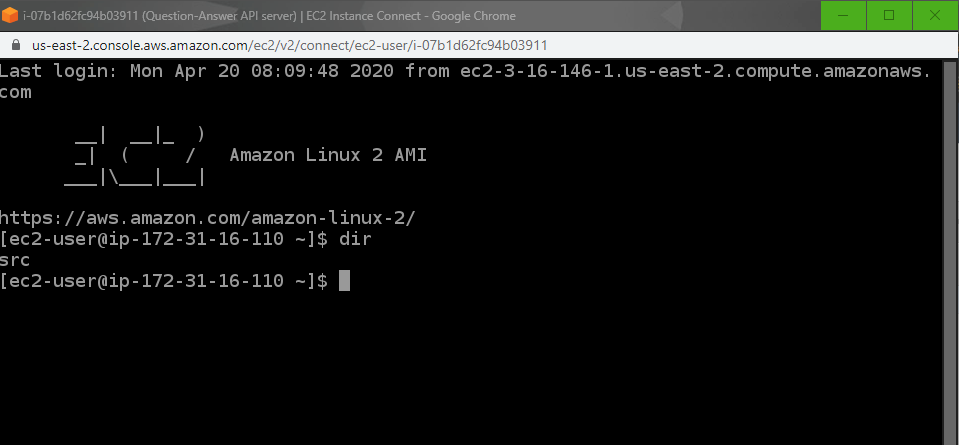 i-07b1d62fc94b03911 (Question-Answer API server) | EC2 Instance Connect - Google Chrome
us-east-2.console.aws.amazon.com/ec2/v2/connect/ec2-user/i-07b1d62fc94b03911
Last login: Mon Apr 20 08:09:48 2020 from ec2-3-16-146-1.us-east-2.compute.amazonaws.
com
       __|  __|_  )
       _|  (     /   Amazon Linux 2 AMI
      ___|\___|___|
https://aws.amazon.com/amazon-linux-2/
[ec2-user@ip-172-31-16-110 ~]$ dir
src
[ec2-user@ip-172-31-16-110 ~]$